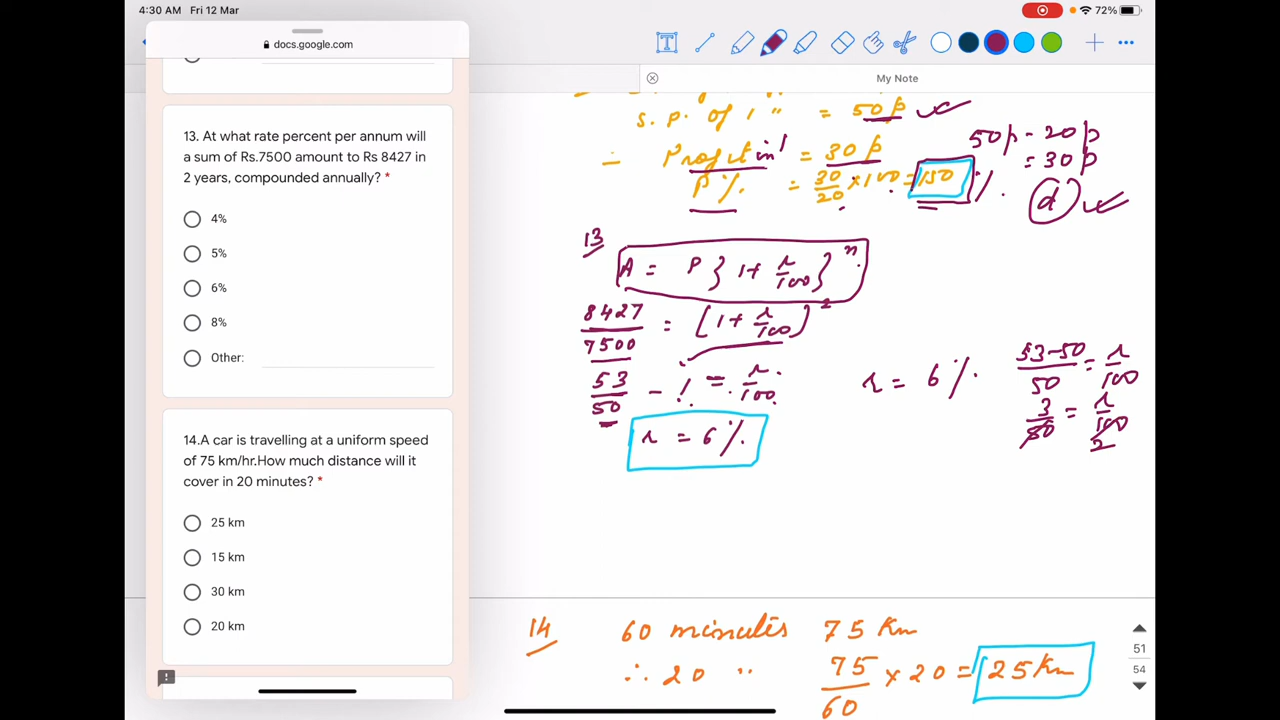 4:30 AM Fri 12 Mar
72%
docs.google.com
My Note
13. At what rate percent per annum will
a sum of Rs.7500 amount to Rs 8427 in
2 years, compounded annually? *
4%
5%
6%
8%
Other:
14.A car is travelling at a uniform speed
of 75 km/hr.How much distance will it
cover in 20 minutes? *
25 km
15 km
30 km
20 km
S.P. of 1 " = 50 p
∴ Profit in 1 = 30 p
P% = 30/20 × 100 = 150 %.
50p - 20p
= 30 p
d
13
A = P { 1 + r/100 }ⁿ
8427/7500 = [1 + r/100)²
53/50 - 1 = r/100
r = 6%.
r = 6%.
53-50/50 = r/100
3/50 = r/100
2
14 60 minutes 75 Km
∴ 20 " 75/60 × 20 = 25 Km
51
54